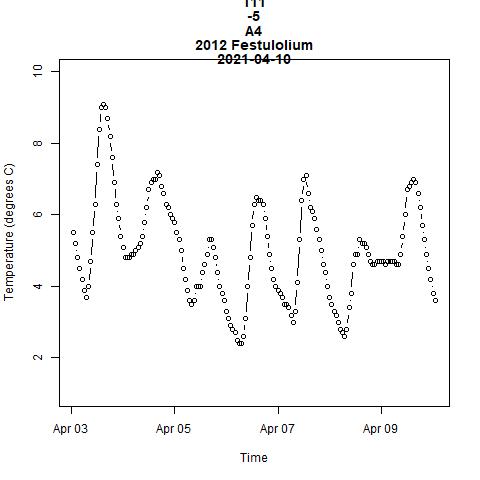 T11
-5
A4
2012 Festulolium
2021-04-10
Temperature (degrees C)
10
8
6
4
2
Apr 03
Apr 05
Apr 07
Apr 09
Time